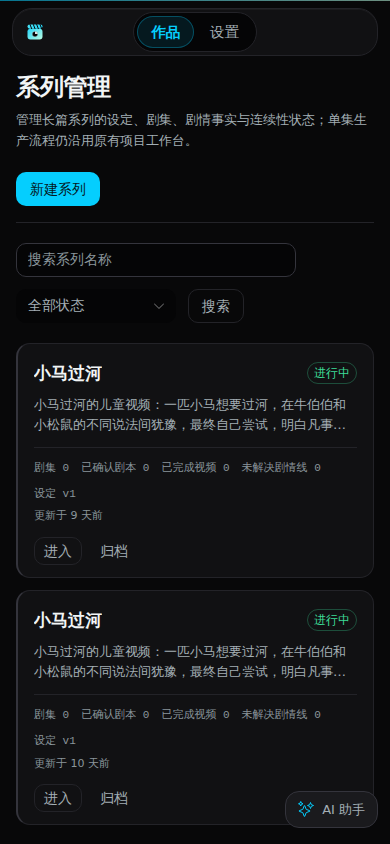 作品
设置
系列管理
管理长篇系列的设定、剧集、剧情事实与连续性状态；单集生
产流程仍沿用原有项目工作台。
新建系列
搜索系列名称
全部状态
搜索
小马过河
进行中
小马过河的儿童视频：一匹小马想要过河，在牛伯伯和
小松鼠的不同说法间犹豫，最终自己尝试，明白凡事…
剧集 0 已确认剧本 0 已完成视频 0 未解决剧情线 0
设定 v1
更新于 9 天前
进入
归档
小马过河
进行中
小马过河的儿童视频：一匹小马想要过河，在牛伯伯和
小松鼠的不同说法间犹豫，最终自己尝试，明白凡事…
剧集 0 已确认剧本 0 已完成视频 0 未解决剧情线 0
设定 v1
更新于 10 天前
进入
归档
AI 助手